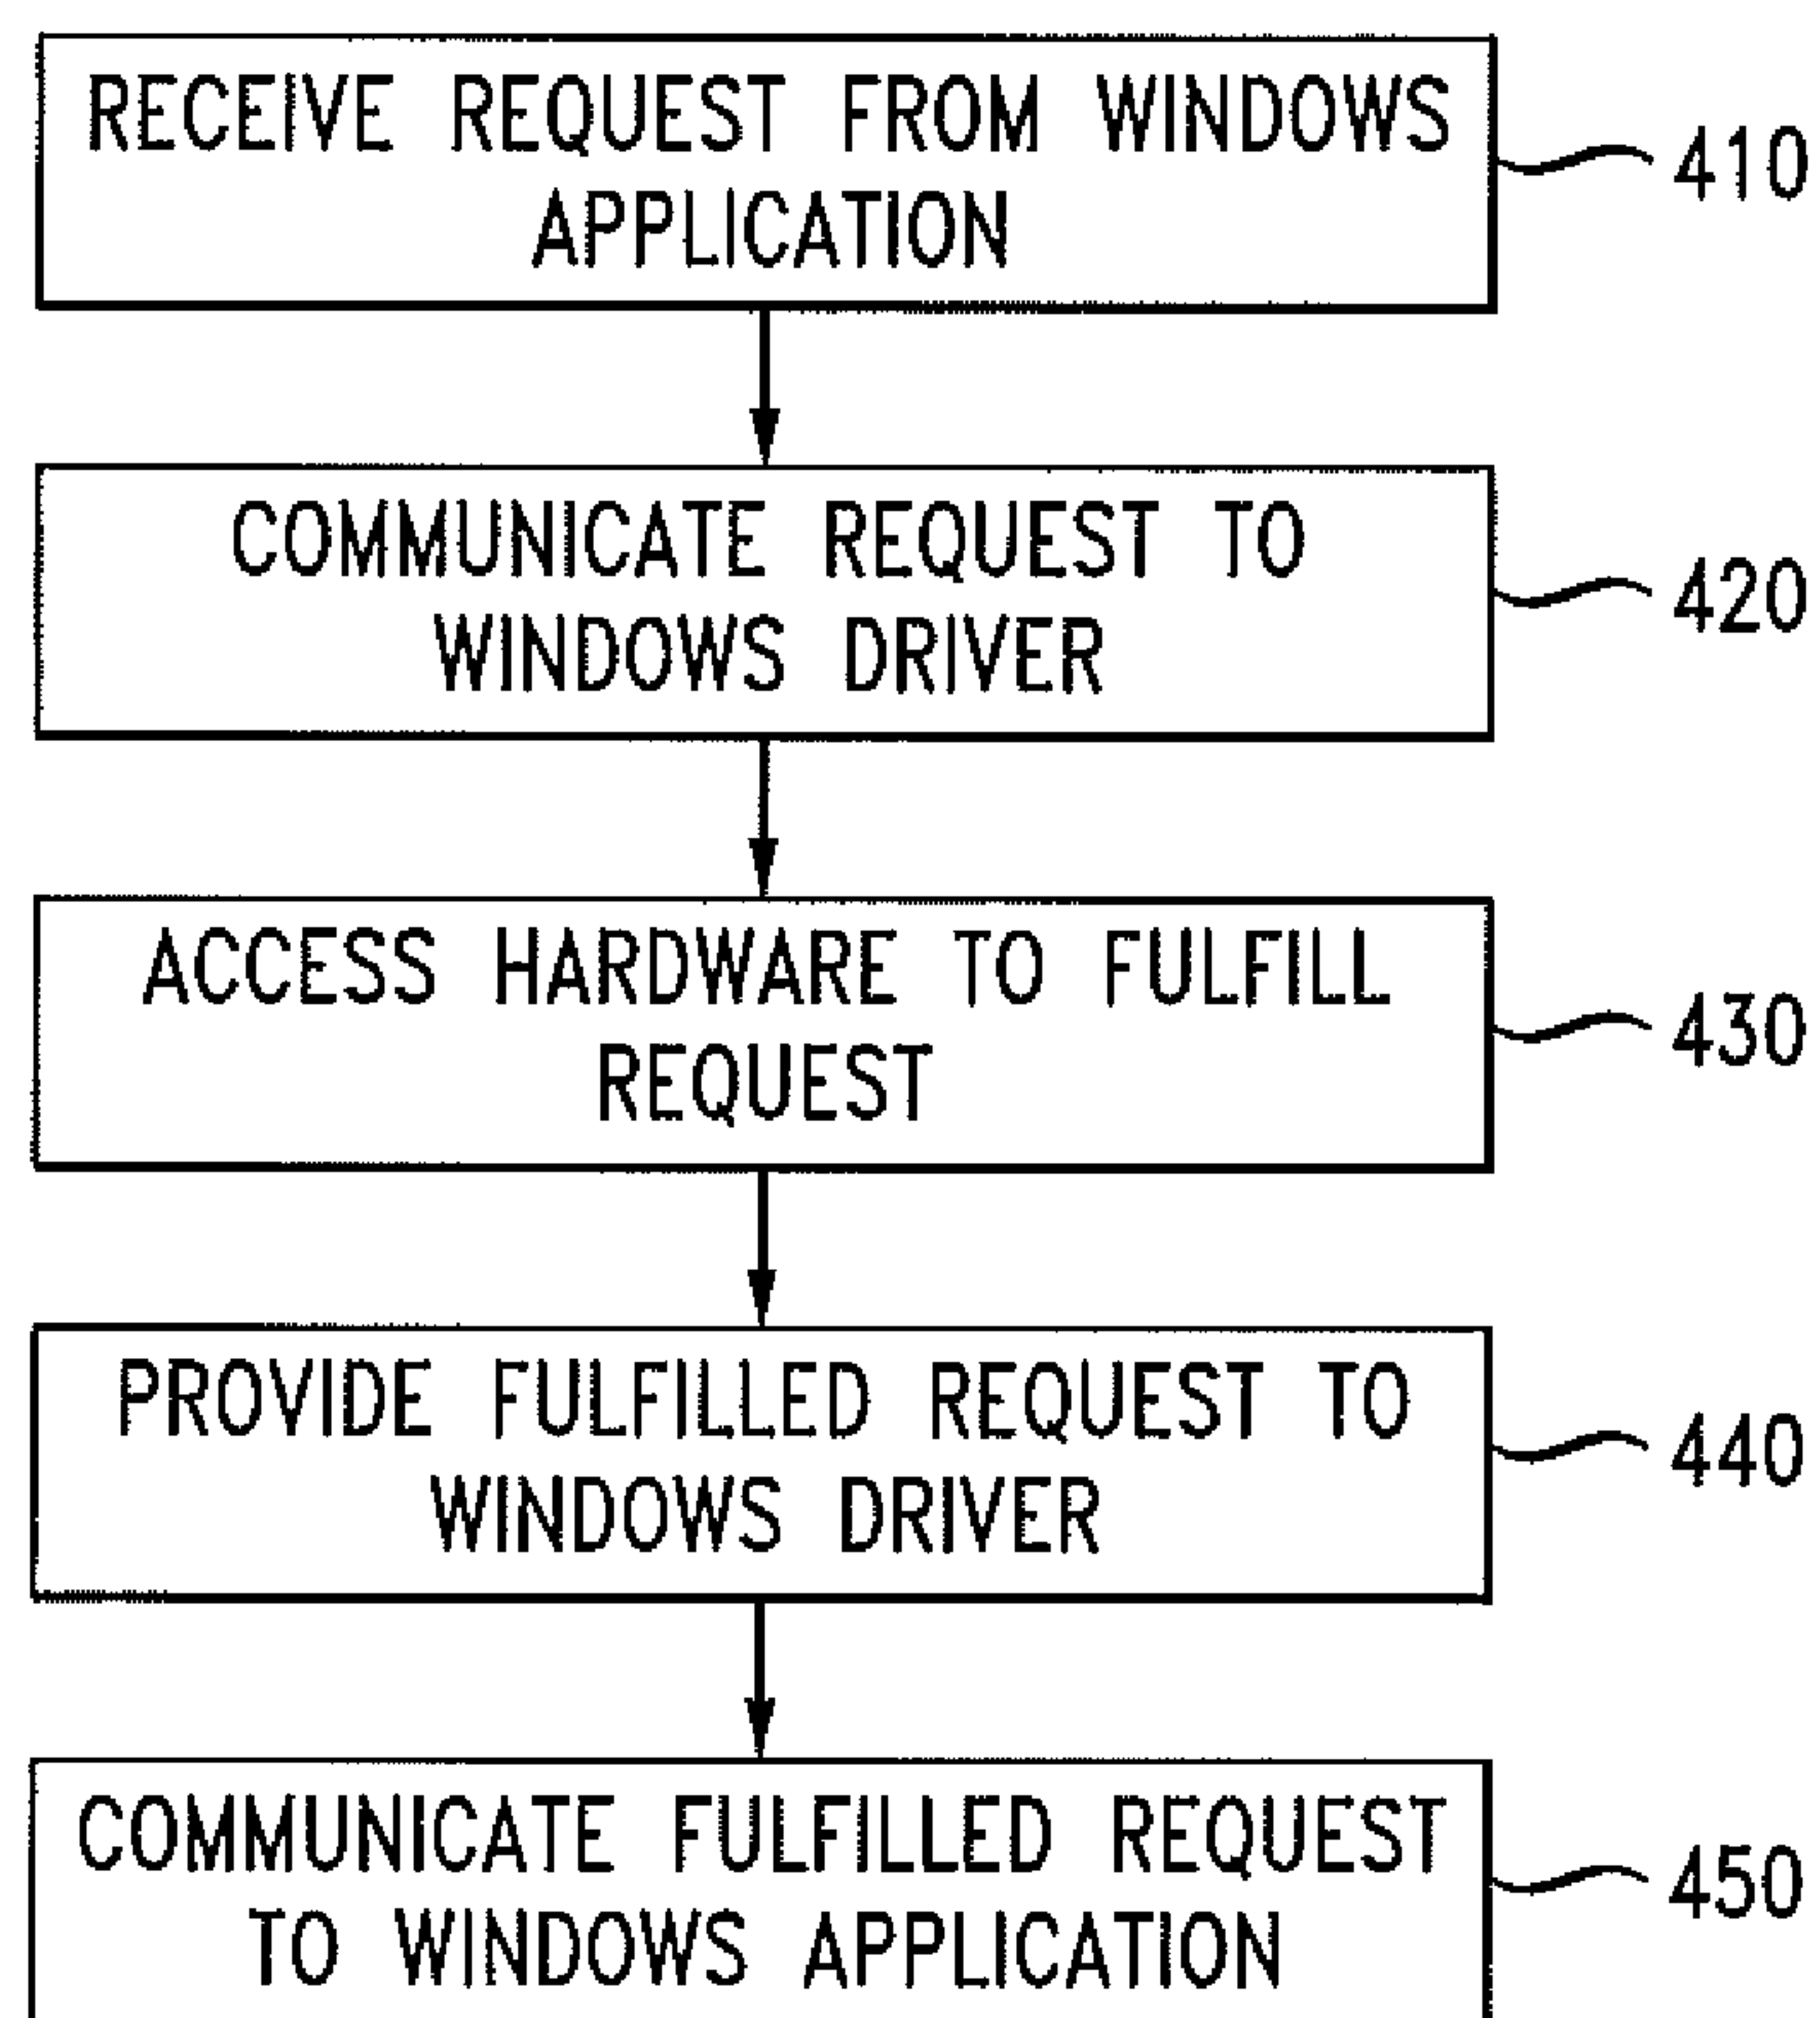 RECEIVE REQUEST FROM WINDOWS
APPLICATION
410
COMMUNICATE REQUEST TO
WINDOWS DRIVER
420
ACCESS HARDWARE TO FULFILL
REQUEST
430
PROVIDE FULFILLED REQUEST TO
WINDOWS DRIVER
440
COMMUNICATE FULFILLED REQUEST
TO WINDOWS APPLICATION
450